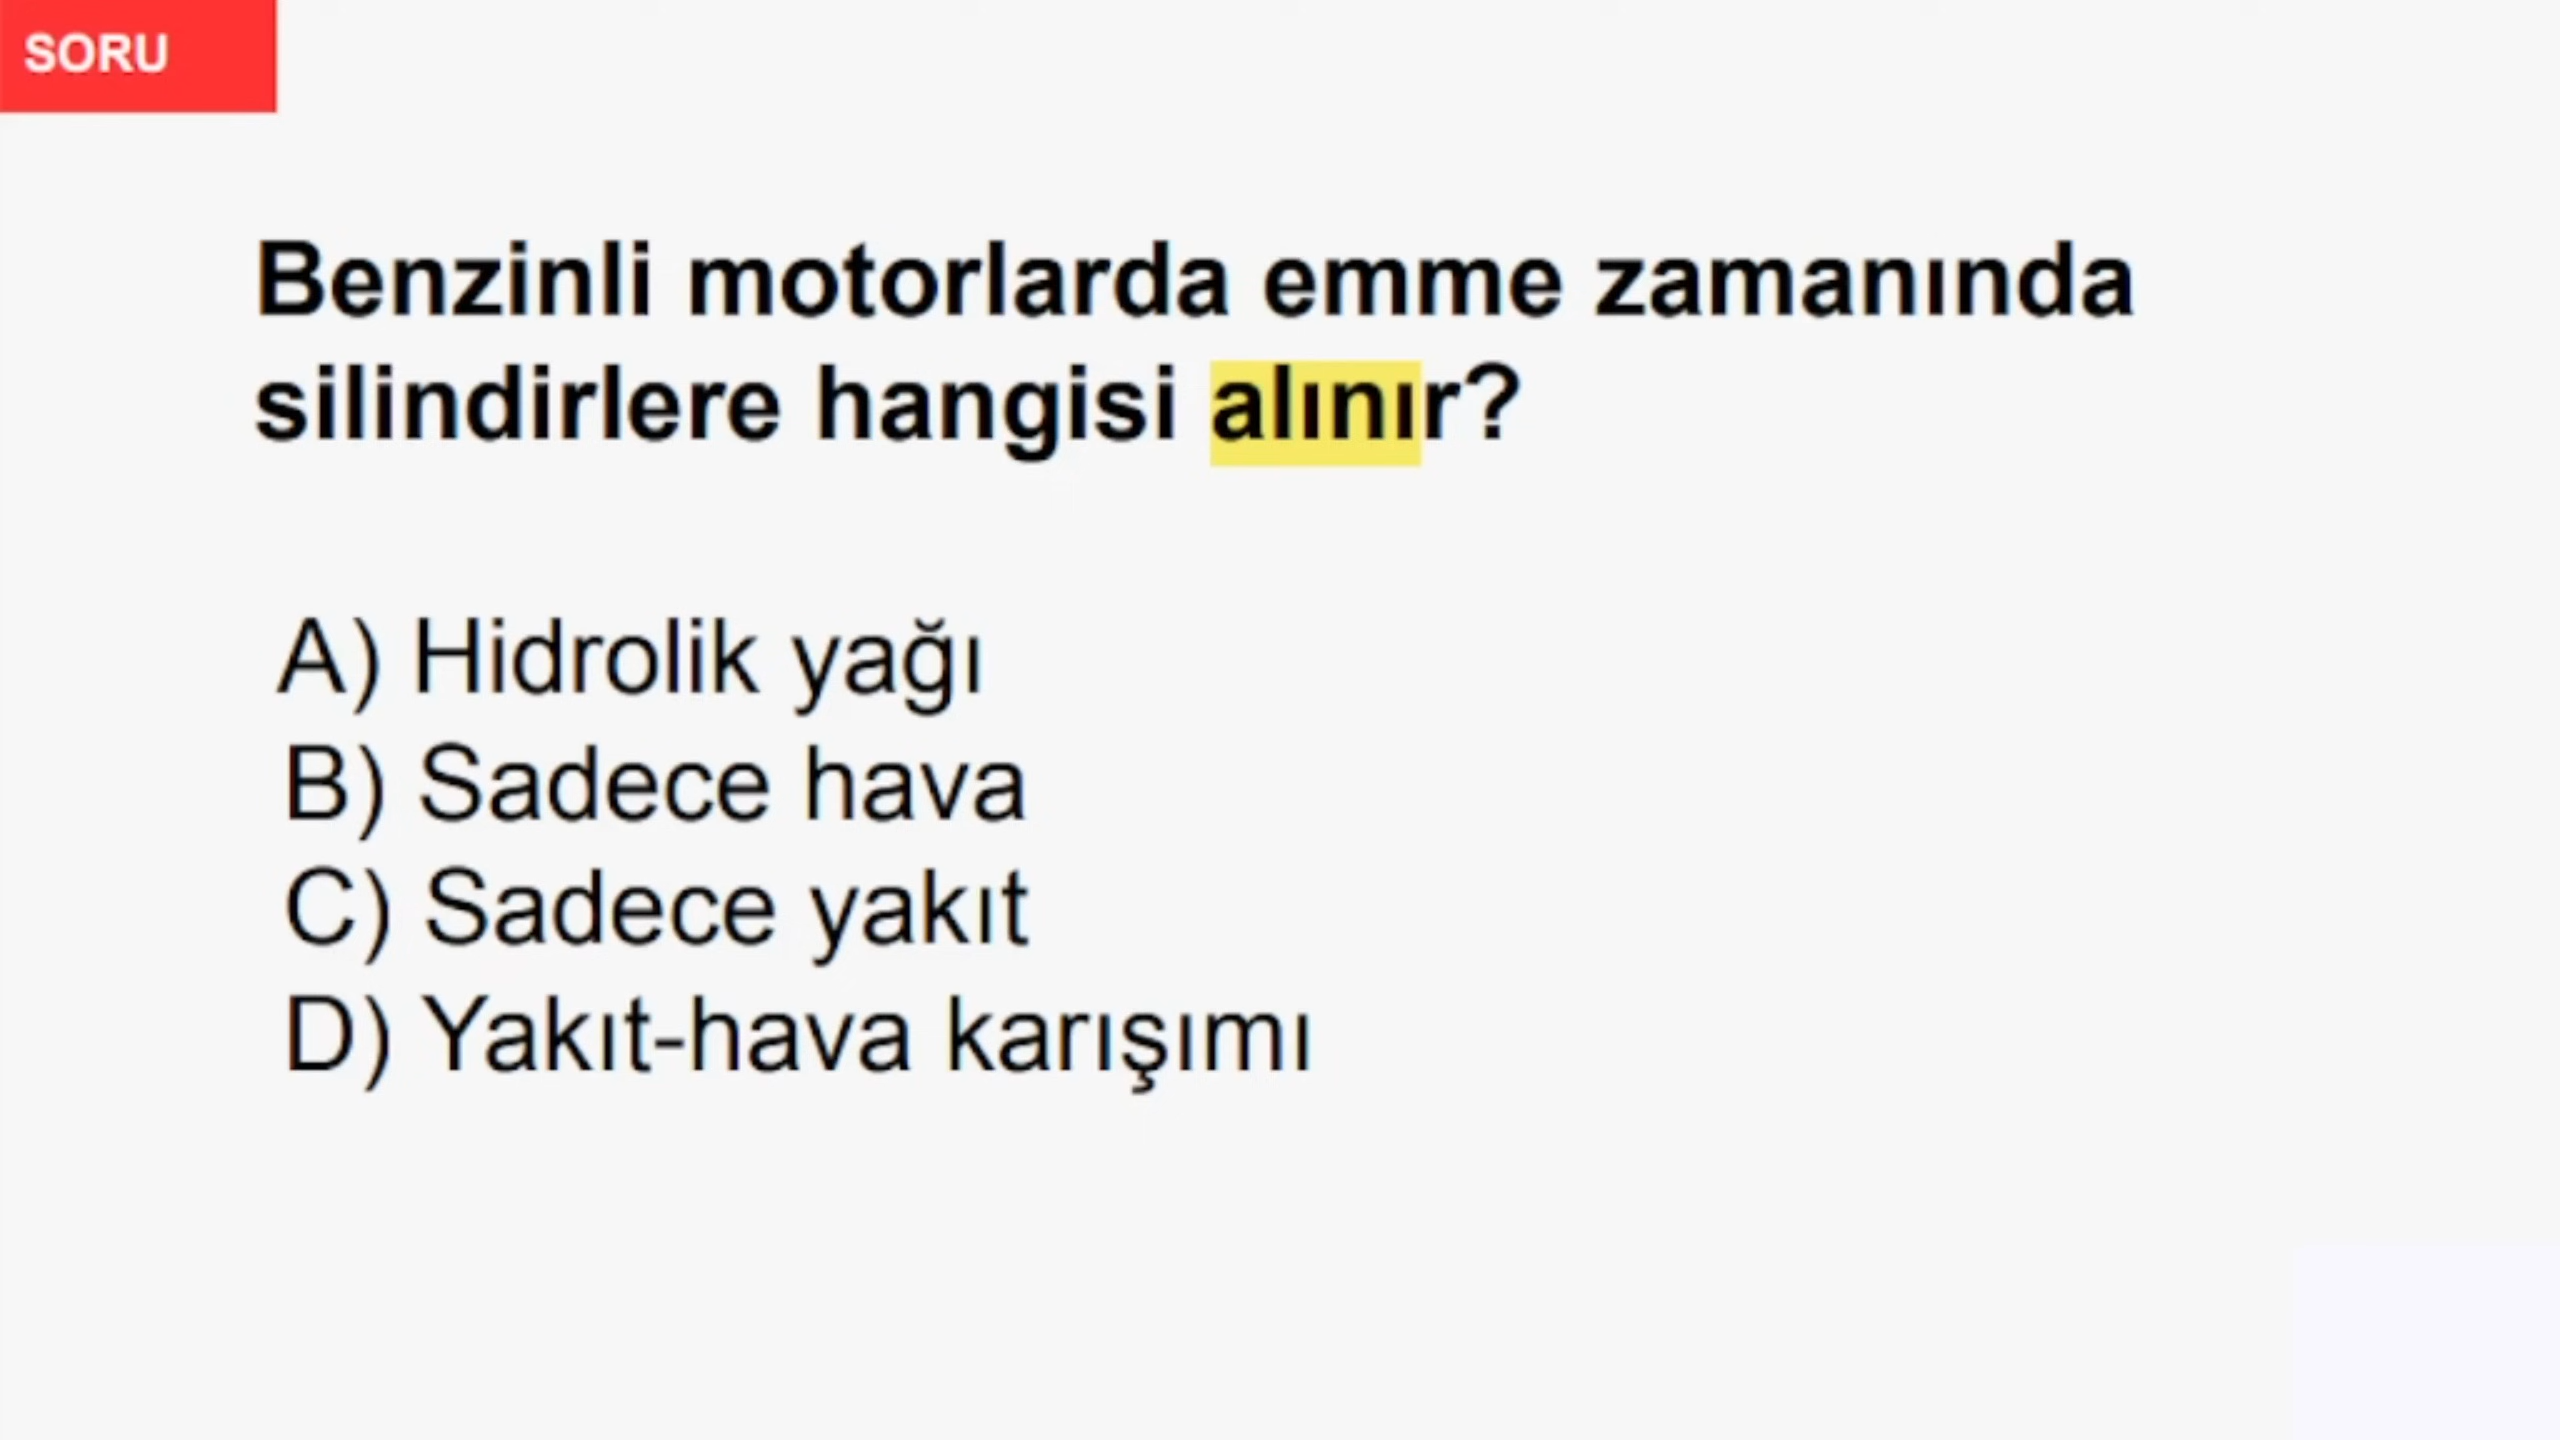 SORU
Benzinli motorlarda emme zamanında
silindirlere hangisi alınır?
A) Hidrolik yağı
B) Sadece hava
C) Sadece yakıt
D) Yakıt-hava karışımı